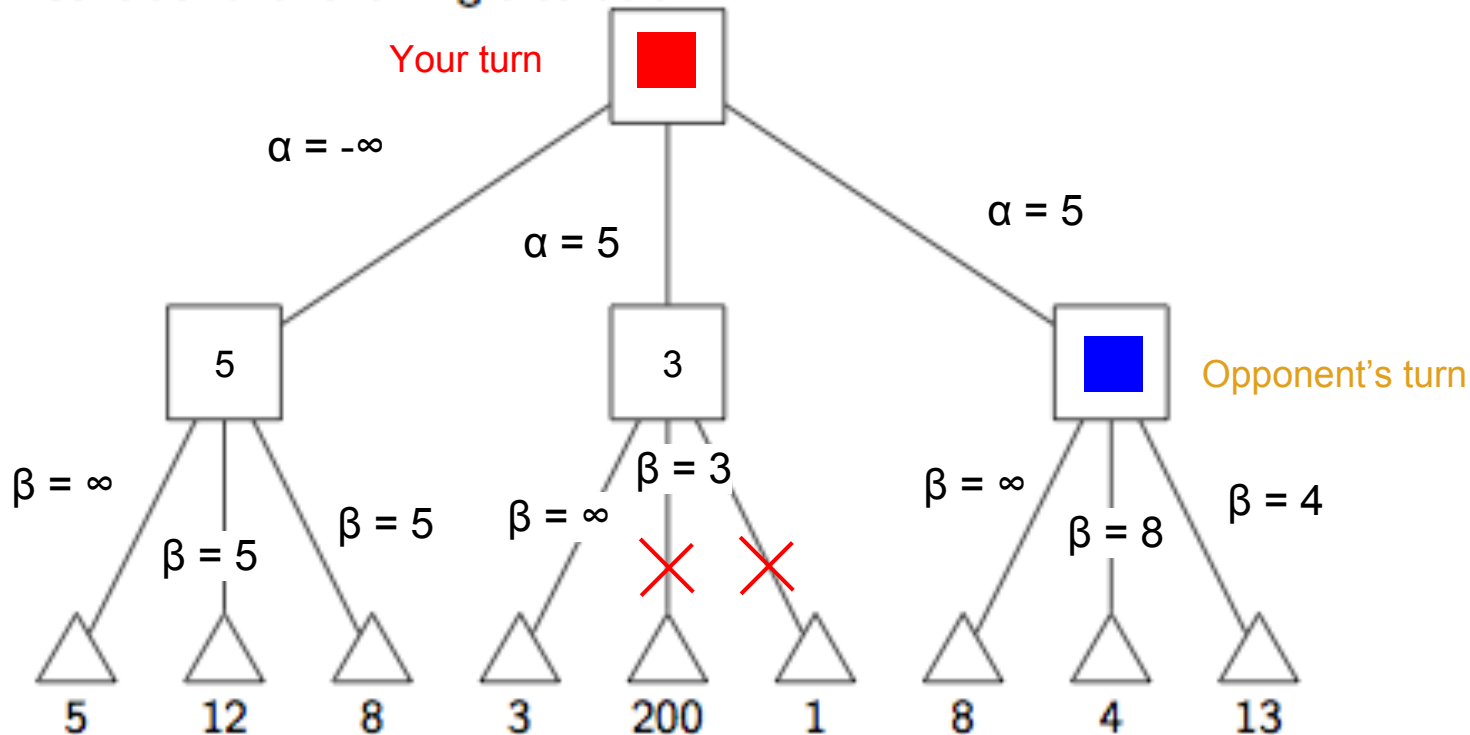 Your turn
α = -∞
α = 5
α = 5
5
3
Opponent's turn
β = ∞
β = 5
β = 5
β = ∞
β = 3
β = ∞
β = 8
β = 4
5 12 8 3 200 1 8 4 13